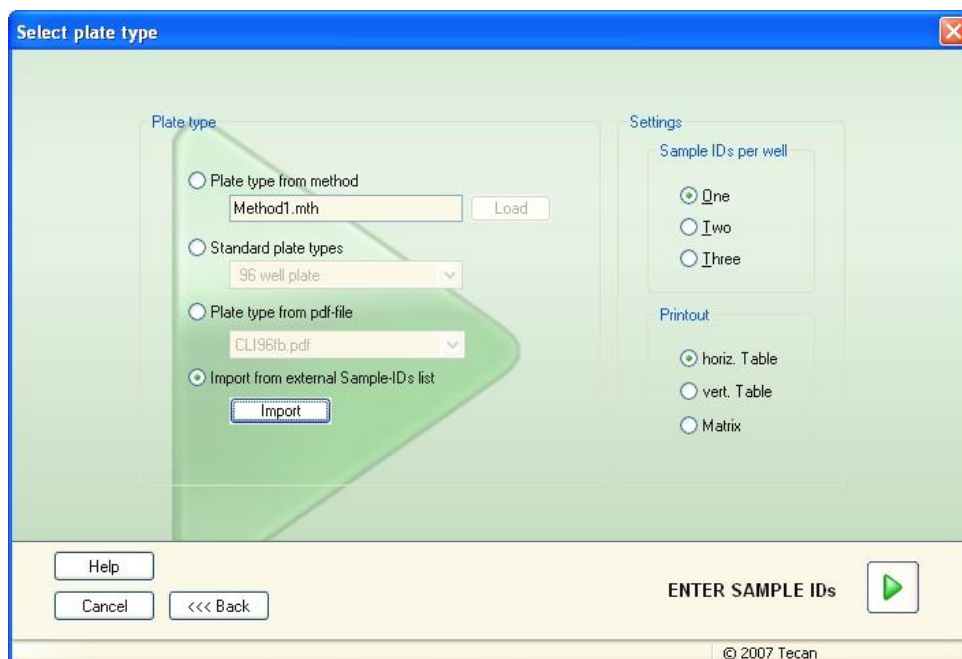 Select plate type
Plate type
Plate type from method
Method1.mth
Load
Standard plate types
96 well plate
Plate type from pdf-file
CLI96fb.pdf
Import from external Sample-IDs list
Import
Settings
Sample IDs per well
One
Two
Three
Printout
horiz. Table
vert. Table
Matrix
Help
Cancel
<<< Back
ENTER SAMPLE IDs
© 2007 Tecan